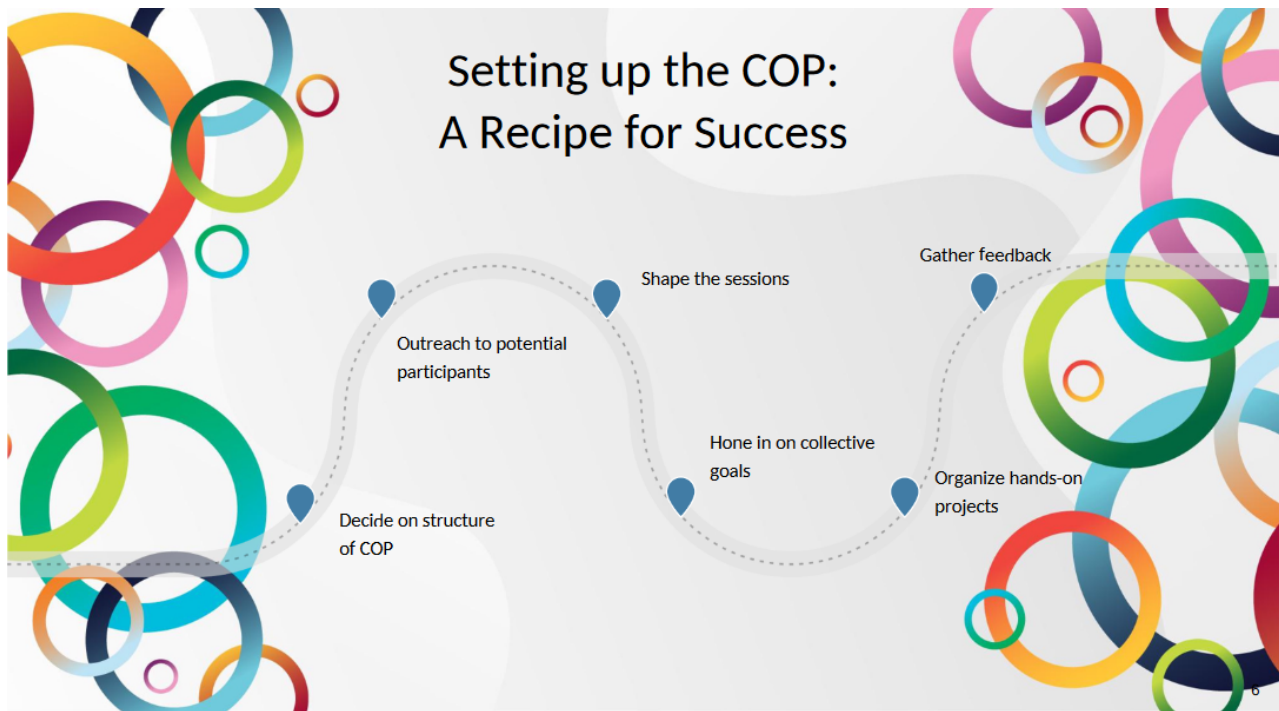 Setting up the COP:
A Recipe for Success
Decide on structure
of COP
Outreach to potential
participants
Shape the sessions
Hone in on collective
goals
Organize hands-on
projects
Gather feedback
6